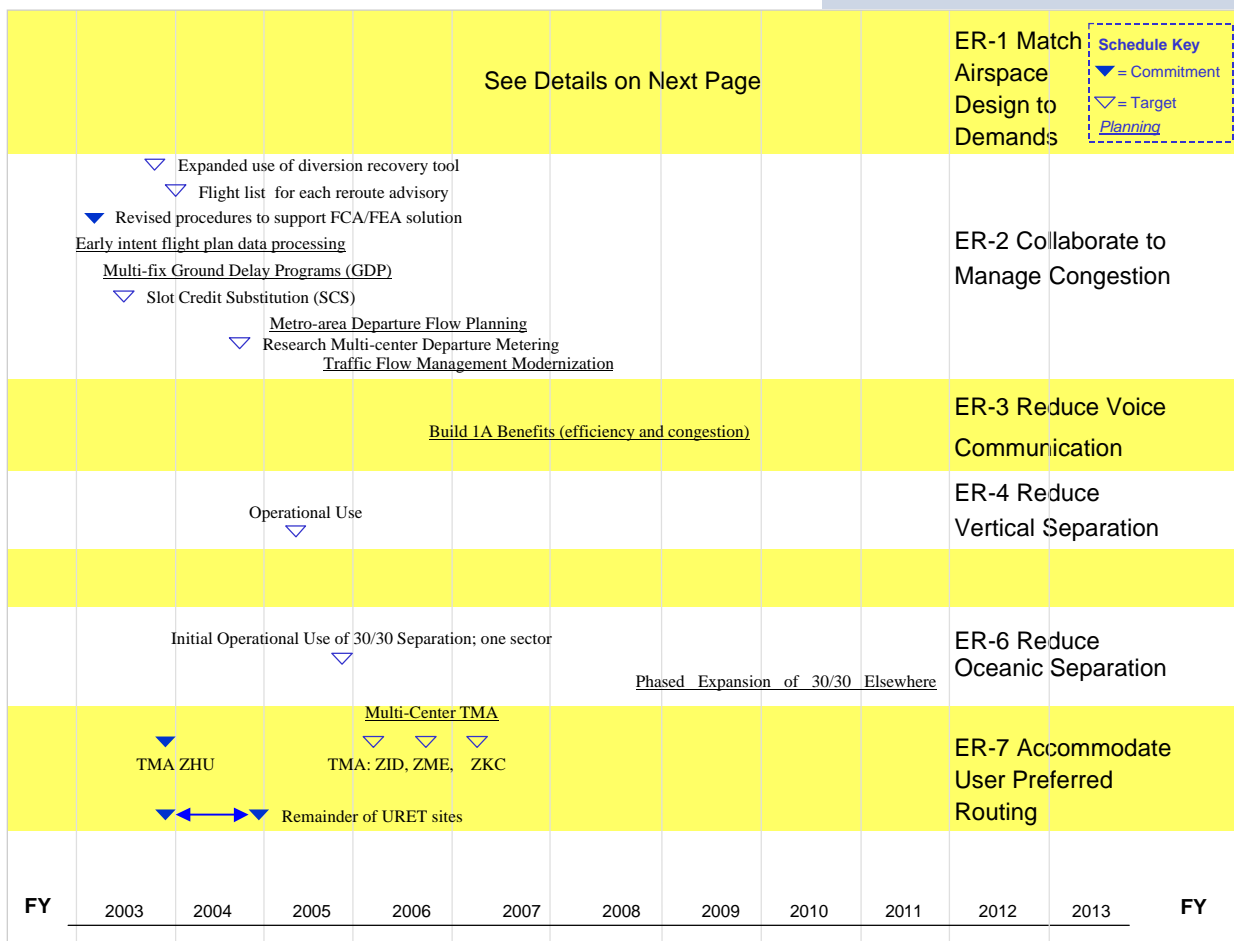 See Details on Next Page
ER-1 Match
Airspace
Design to
Demands
Schedule Key
= Commitment
= Target
Planning
Expanded use of diversion recovery tool
Flight list for each reroute advisory
Revised procedures to support FCA/FEA solution
Early intent flight plan data processing
Multi-fix Ground Delay Programs (GDP)
Slot Credit Substitution (SCS)
Metro-area Departure Flow Planning
Research Multi-center Departure Metering
Traffic Flow Management Modernization
ER-2 Collaborate to
Manage Congestion
Build 1A Benefits (efficiency and congestion)
ER-3 Reduce Voice
Communication
Operational Use
ER-4 Reduce
Vertical Separation
Initial Operational Use of 30/30 Separation; one sector
Phased Expansion of 30/30 Elsewhere
ER-6 Reduce
Oceanic Separation
Multi-Center TMA
TMA ZHU
TMA: ZID, ZME, ZKC
Remainder of URET sites
ER-7 Accommodate
User Preferred
Routing
FY 2003 2004 2005 2006 2007 2008 2009 2010 2011 2012 2013 FY